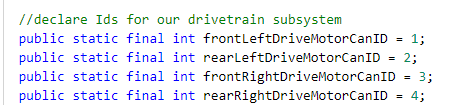 //declare Ids for our drivetrain subsystem
public static final int frontLeftDriveMotorCanID = 1;
public static final int rearLeftDriveMotorCanID = 2;
public static final int frontRightDriveMotorCanID = 3;
public static final int rearRightDriveMotorCanID = 4;